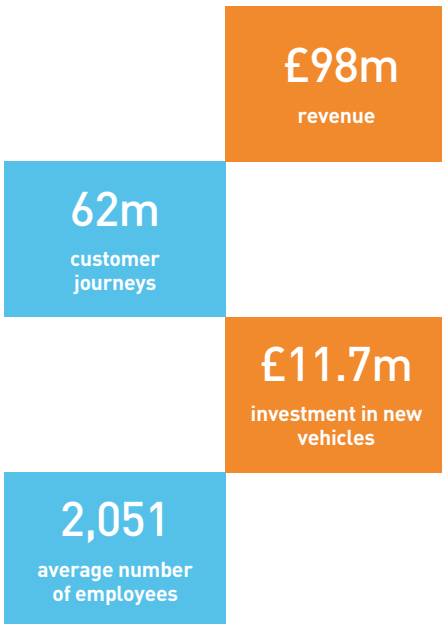 £98m
revenue
62m
customer
journeys
£11.7m
investment in new
vehicles
2,051
average number
of employees